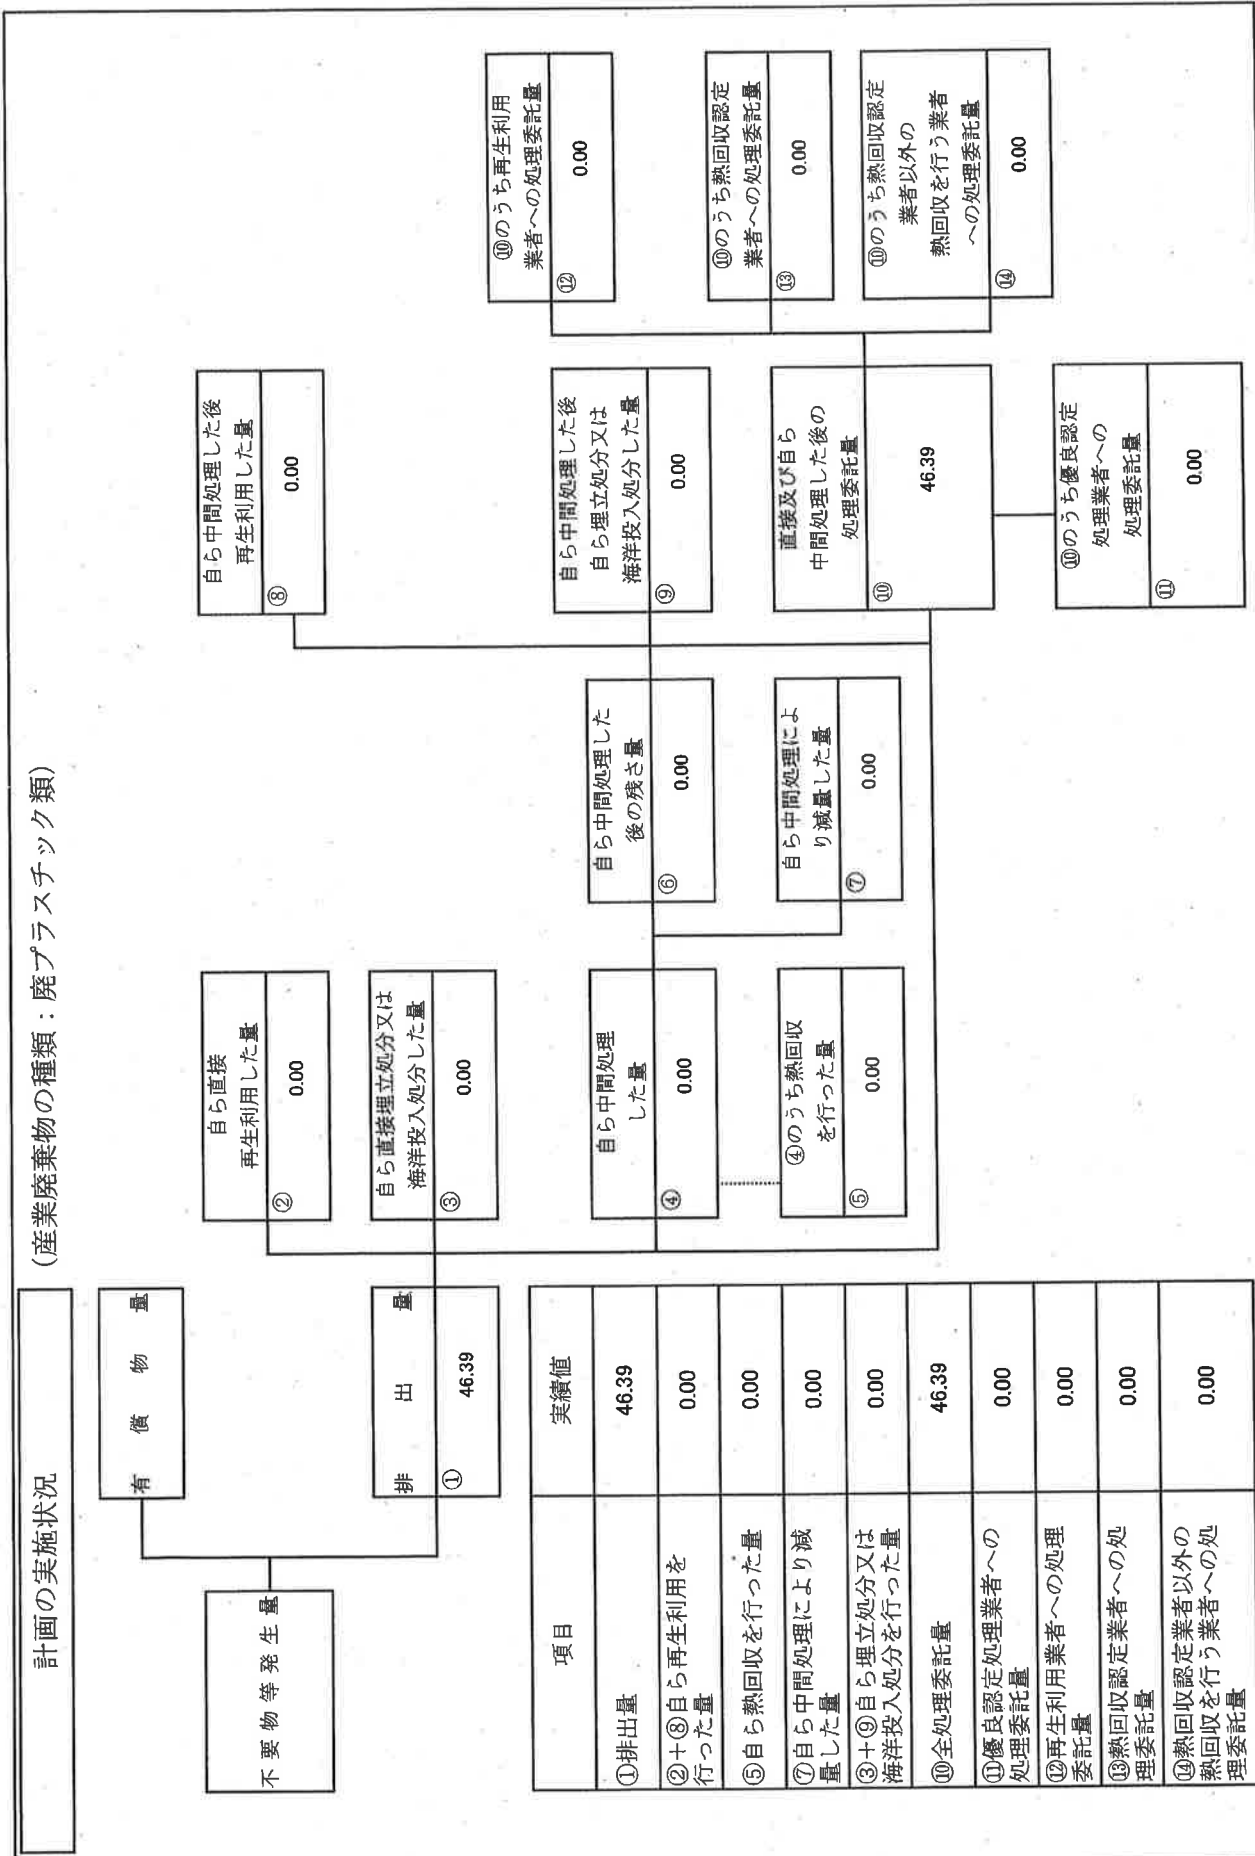 計画の実施状況
(産業廃棄物の種類：廃プラスチック類)
不要物等発生量
有償物量
排出量
①
46.39
自ら直接
再生利用した量
②
0.00
自ら直接埋立処分又は
海洋投入処分した量
③
0.00
自ら中間処理
した量
④
0.00
④のうち熱回収
を行った量
⑤
0.00
自ら中間処理した
後の残さ量
⑥
0.00
自ら中間処理によ
り減量した量
⑦
0.00
自ら中間処理した後
再生利用した量
⑧
0.00
自ら中間処理した後
自ら埋立処分又は
海洋投入処分した量
⑨
0.00
直接及び自ら
中間処理した後の
処理委託量
⑩
46.39
⑩のうち優良認定
処理業者への
処理委託量
⑪
0.00
⑩のうち再生利用
業者への処理委託量
⑫
0.00
⑩のうち熱回収認定
業者への処理委託量
⑬
0.00
⑩のうち熱回収認定
業者以外の
熱回収を行う業者
への処理委託量
⑭
0.00
項目 実績値
①排出量 46.39
②+⑧自ら再生利用を
行った量 0.00
⑤自ら熱回収を行った量 0.00
⑦自ら中間処理により減
量した量 0.00
③+⑨自ら埋立処分又は
海洋投入処分を行った量 0.00
⑩全処理委託量 46.39
⑪優良認定処理業者への
処理委託量 0.00
⑫再生利用業者への処理
委託量 0.00
⑬熱回収認定業者への処
理委託量 0.00
⑭熱回収認定業者以外の
熱回収を行う業者への処
理委託量 0.00